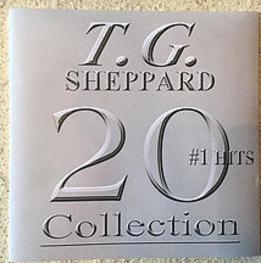 T. G.
SHEPPARD
20
#1 HITS
Collection